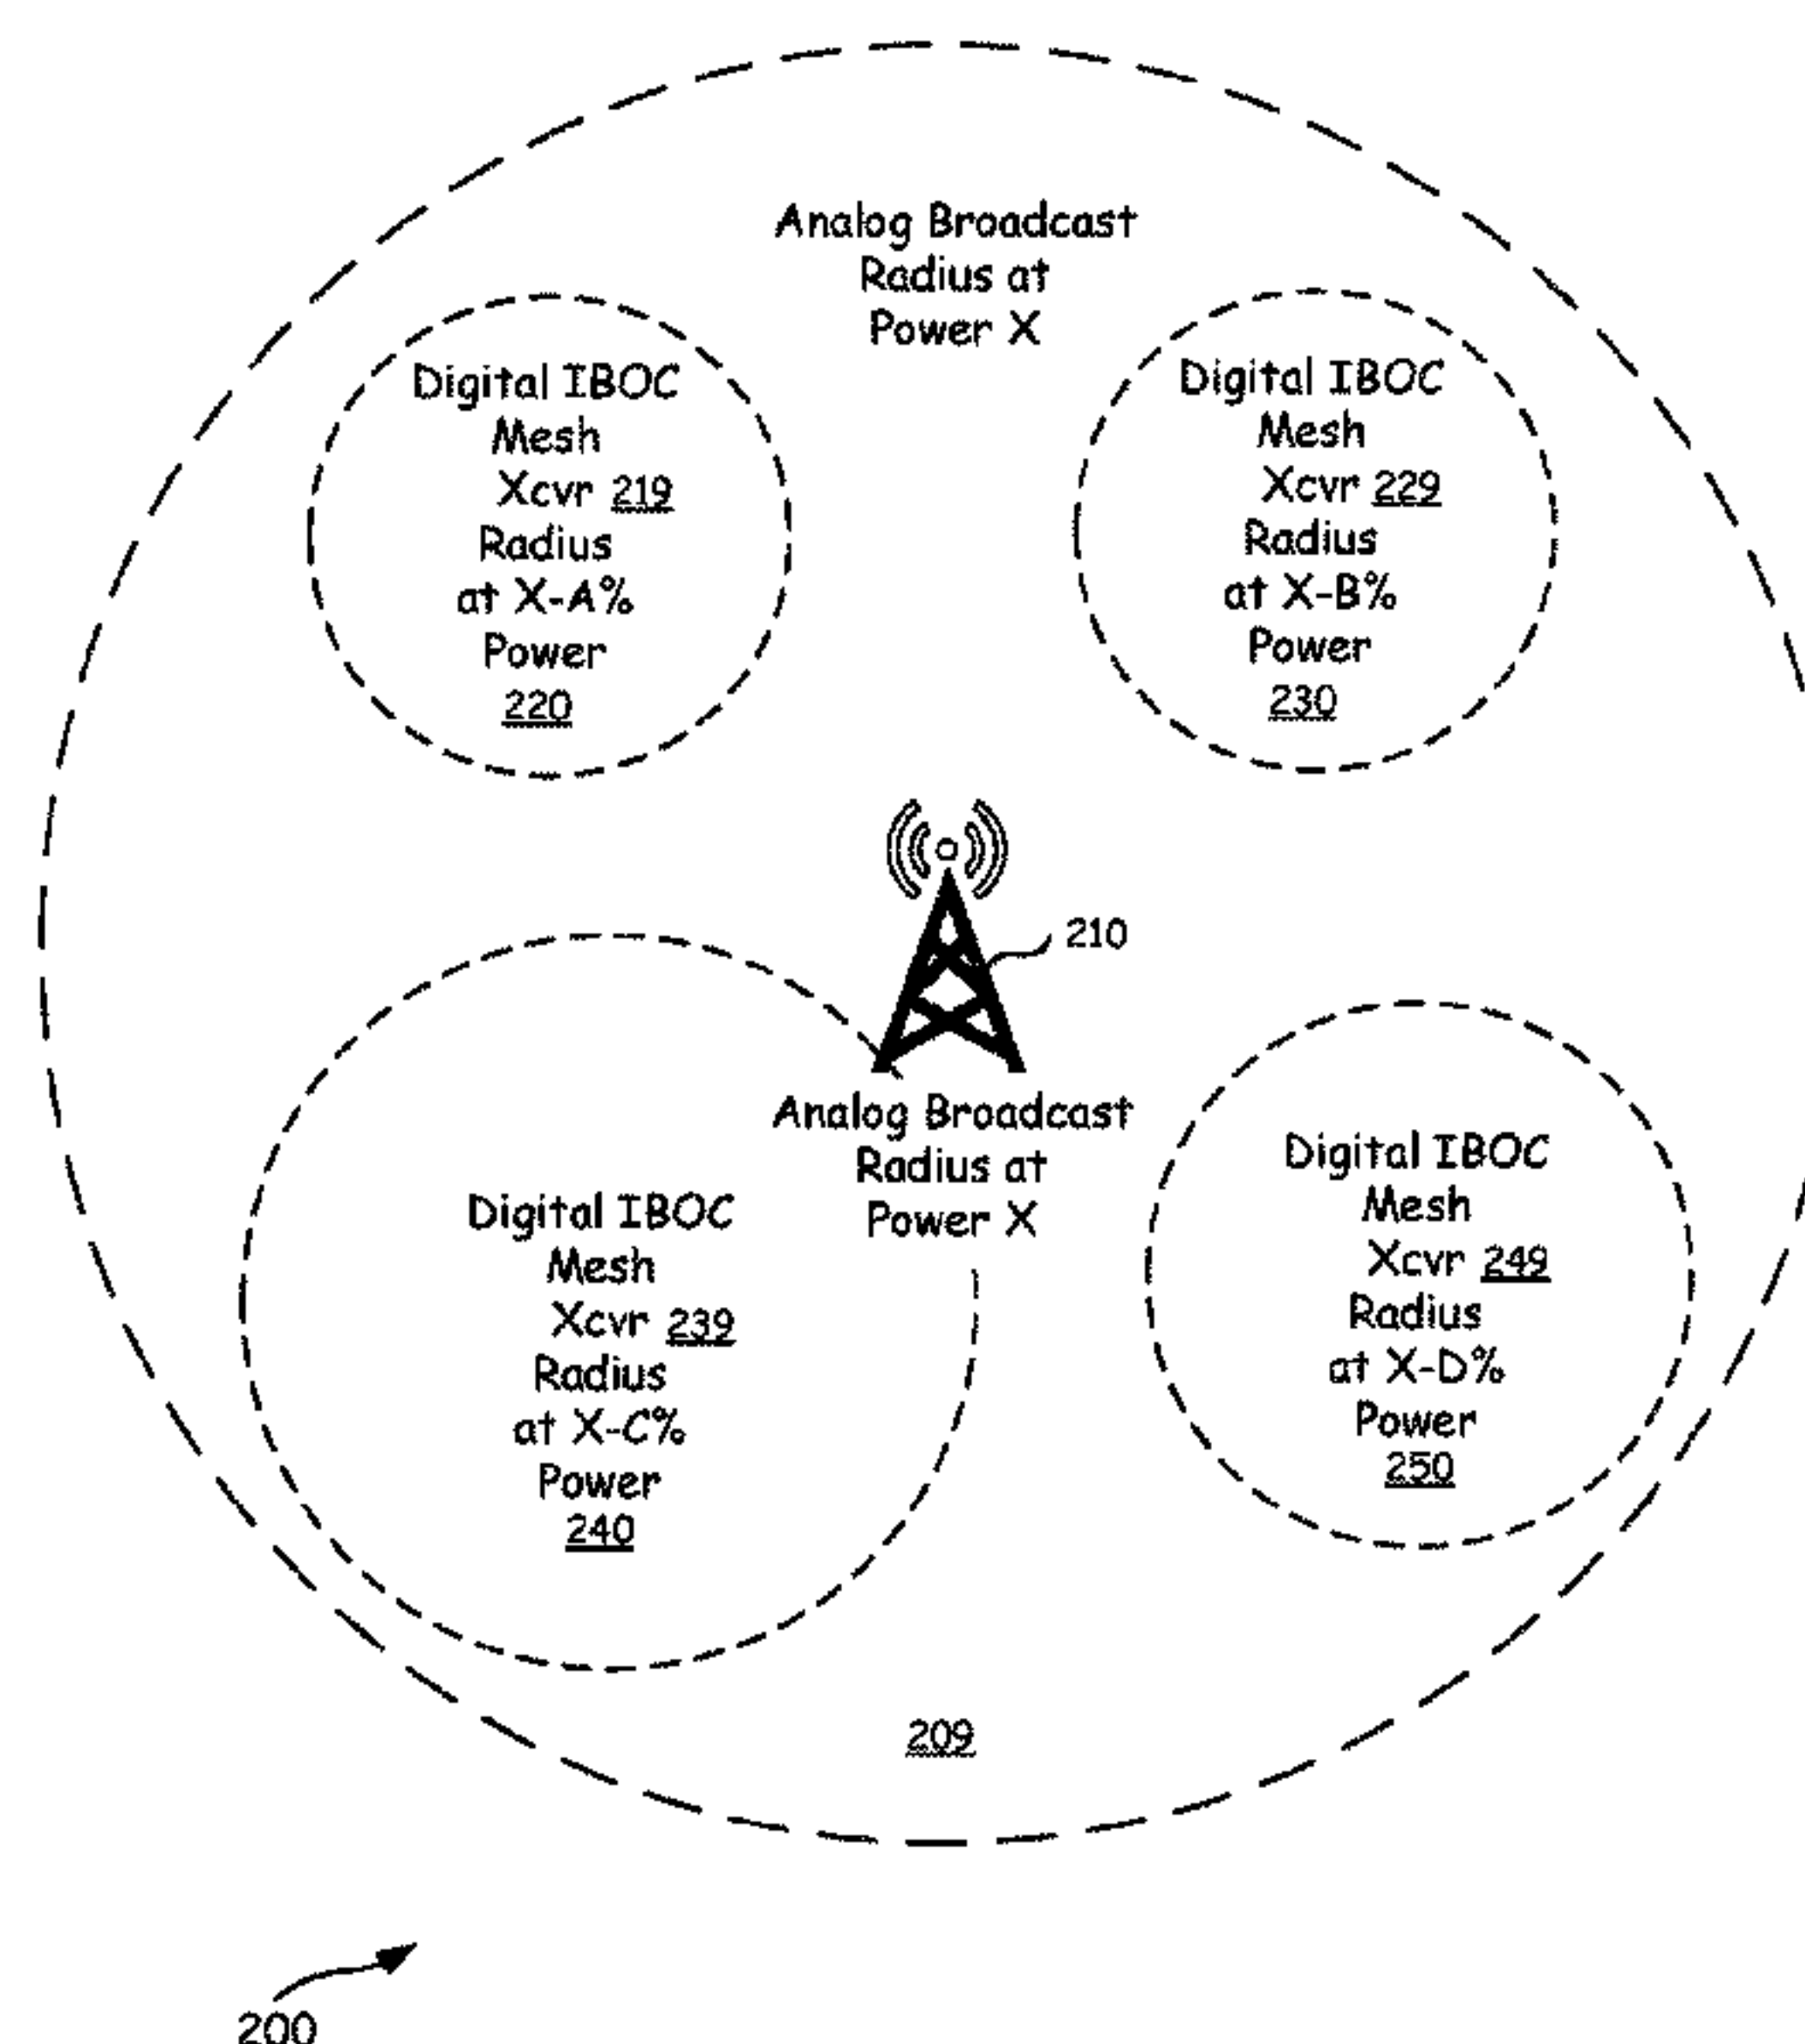 Analog Broadcast
Radius at
Power X
Digital IBOC
Mesh
Xcvr 219
Radius
at X-A%
Power
220
Digital IBOC
Mesh
Xcvr 229
Radius
at X-B%
Power
230
210
Analog Broadcast
Radius at
Power X
Digital IBOC
Mesh
Xcvr 239
Radius
at X-C%
Power
240
Digital IBOC
Mesh
Xcvr 249
Radius
at X-D%
Power
250
209
200